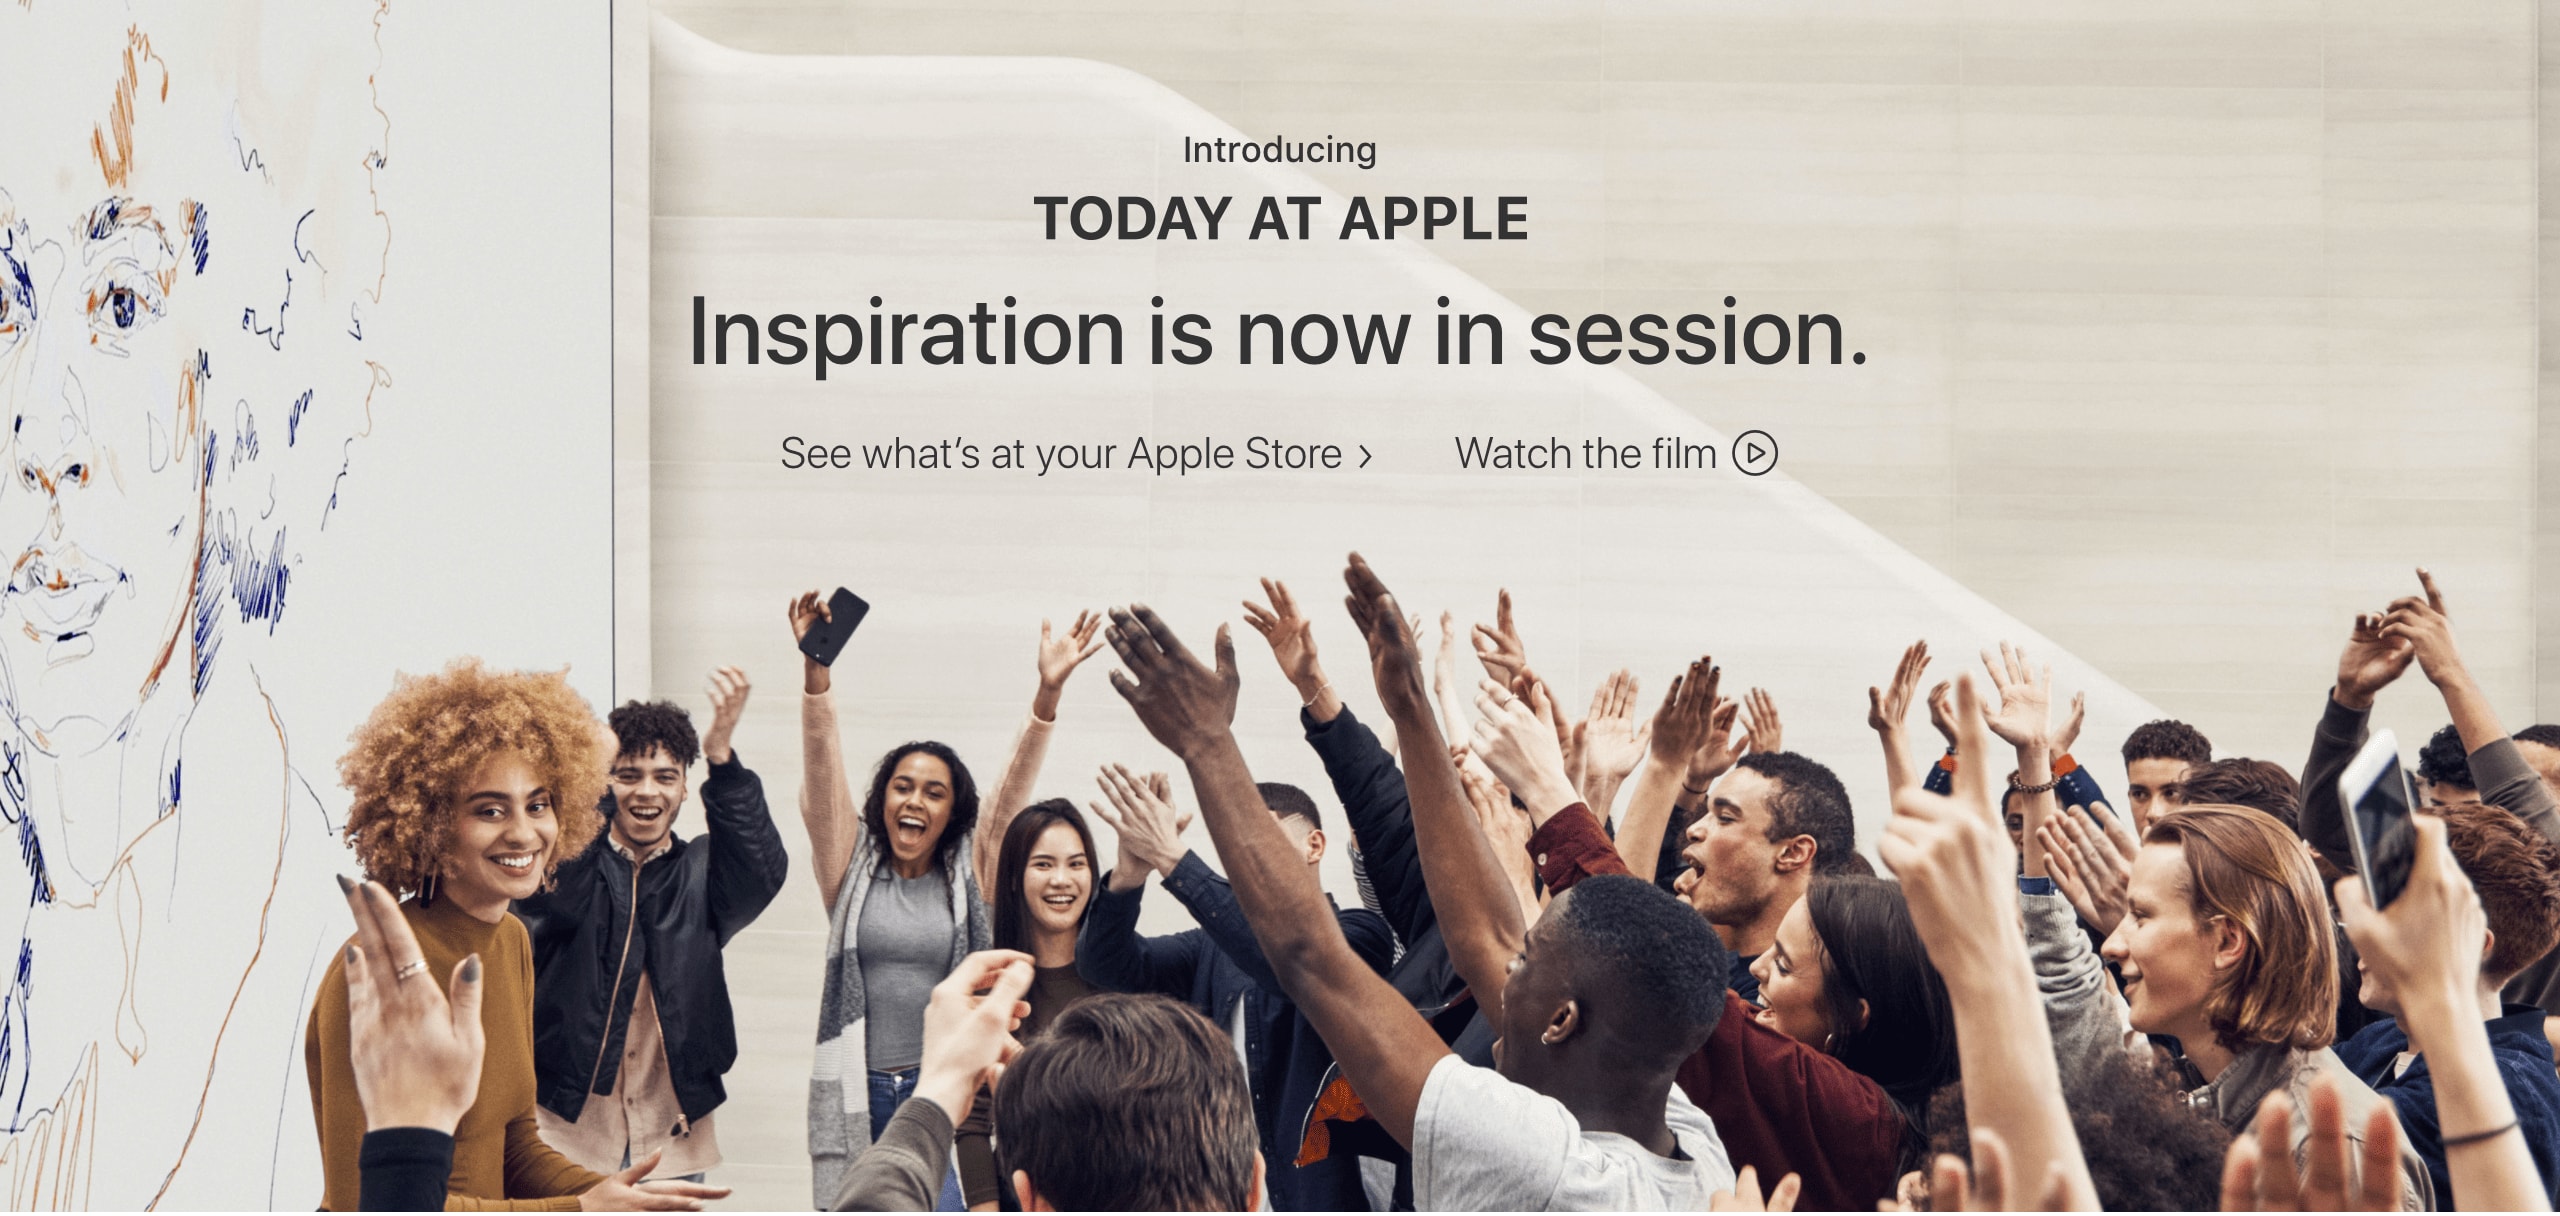 Introducing
TODAY AT APPLE
Inspiration is now in session.
See what’s at your Apple Store › Watch the film